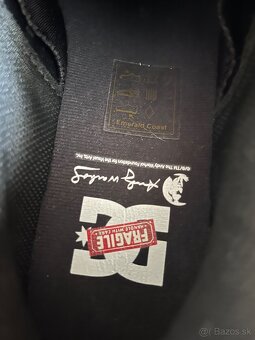 Emerald Coast
©/®/TM The Andy Warhol Foundation for the Visual Arts, Inc.
Andy Warhol
DC
FRAGILE
HANDLE WITH CARE
Bazos.sk